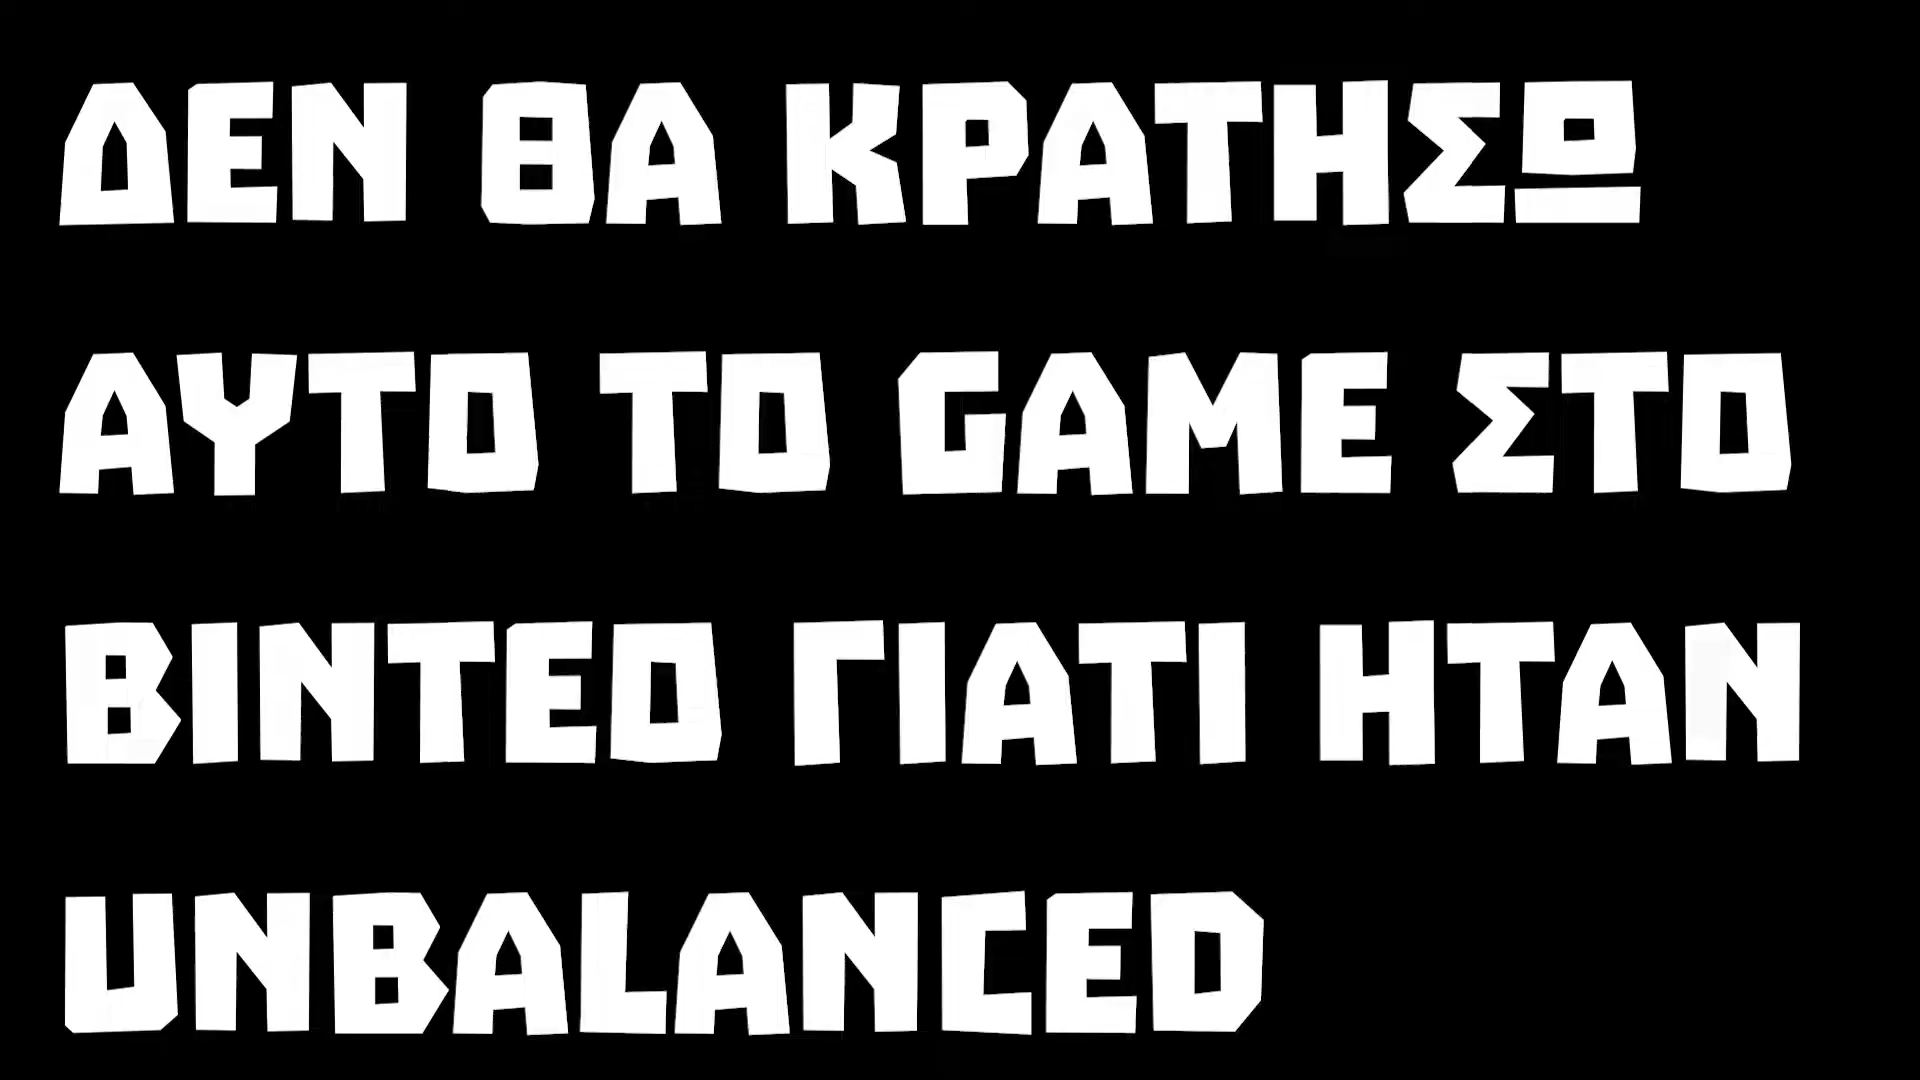 ΔΕΝ ΘΑ ΚΡΑΤΗΣΩ
ΑΥΤΟ ΤΟ GAME ΣΤΟ
ΒΙΝΤΕΟ ΓΙΑΤΙ ΗΤΑΝ
UNBALANCED